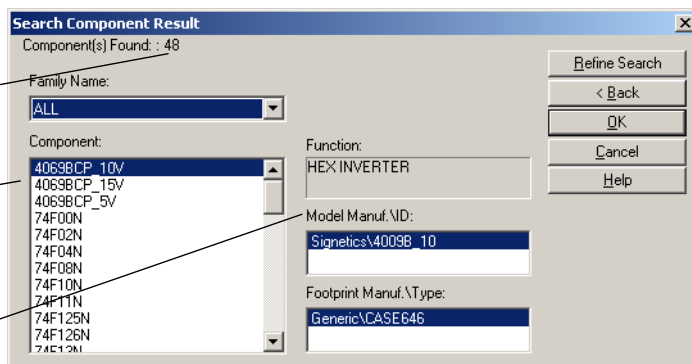 Search Component Result
Component(s) Found: : 48
Family Name:
ALL
Component:
4069BCP_10V
4069BCP_15V
4069BCP_5V
74F00N
74F02N
74F04N
74F08N
74F10N
74F11N
74F125N
74F126N
74F13N
Function:
HEX INVERTER
Model Manuf.\ID:
Signetics\4009B_10
Footprint Manuf.\Type:
Generic\CASE646
Refine Search
< Back
OK
Cancel
Help